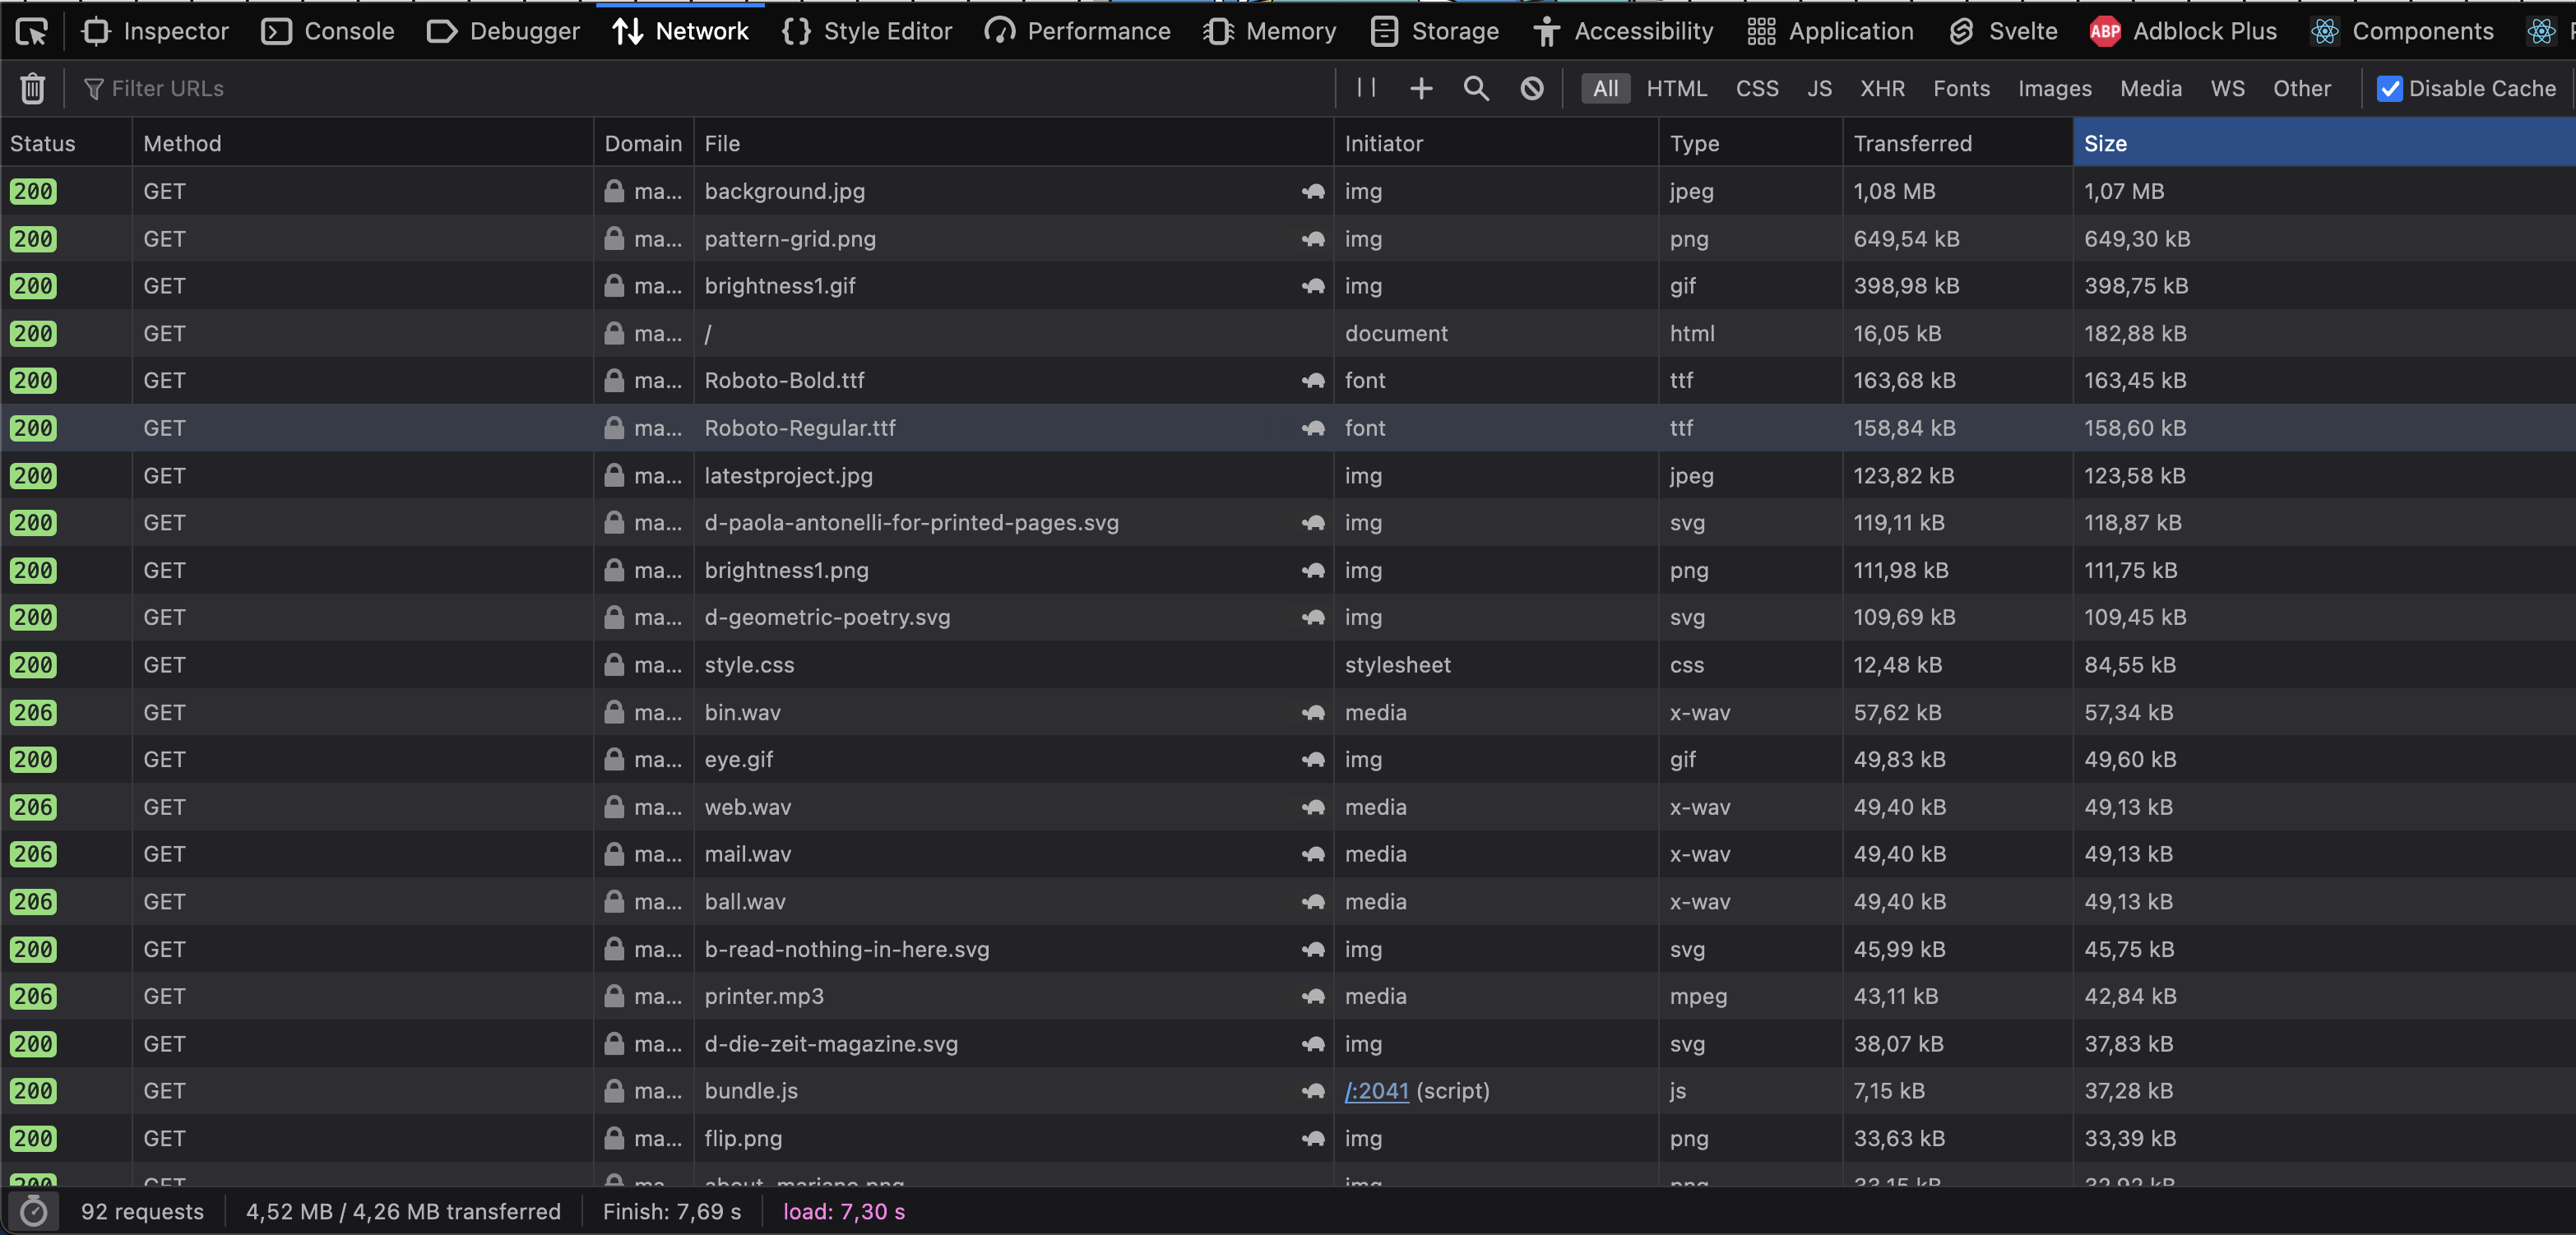 Inspector Console Debugger Network Style Editor Performance Memory Storage Accessibility Application Svelte ABP Adblock Plus Components
Filter URLs All HTML CSS JS XHR Fonts Images Media WS Other Disable Cache
Status Method Domain File Initiator Type Transferred Size
200 GET ma... background.jpg img jpeg 1,08 MB 1,07 MB
200 GET ma... pattern-grid.png img png 649,54 kB 649,30 kB
200 GET ma... brightness1.gif img gif 398,98 kB 398,75 kB
200 GET ma... / document html 16,05 kB 182,88 kB
200 GET ma... Roboto-Bold.ttf font ttf 163,68 kB 163,45 kB
200 GET ma... Roboto-Regular.ttf font ttf 158,84 kB 158,60 kB
200 GET ma... latestproject.jpg img jpeg 123,82 kB 123,58 kB
200 GET ma... d-paola-antonelli-for-printed-pages.svg img svg 119,11 kB 118,87 kB
200 GET ma... brightness1.png img png 111,98 kB 111,75 kB
200 GET ma... d-geometric-poetry.svg img svg 109,69 kB 109,45 kB
200 GET ma... style.css stylesheet css 12,48 kB 84,55 kB
206 GET ma... bin.wav media x-wav 57,62 kB 57,34 kB
200 GET ma... eye.gif img gif 49,83 kB 49,60 kB
206 GET ma... web.wav media x-wav 49,40 kB 49,13 kB
206 GET ma... mail.wav media x-wav 49,40 kB 49,13 kB
206 GET ma... ball.wav media x-wav 49,40 kB 49,13 kB
200 GET ma... b-read-nothing-in-here.svg img svg 45,99 kB 45,75 kB
206 GET ma... printer.mp3 media mpeg 43,11 kB 42,84 kB
200 GET ma... d-die-zeit-magazine.svg img svg 38,07 kB 37,83 kB
200 GET ma... bundle.js /:2041 (script) js 7,15 kB 37,28 kB
200 GET ma... flip.png img png 33,63 kB 33,39 kB
92 requests 4,52 MB / 4,26 MB transferred Finish: 7,69 s load: 7,30 s